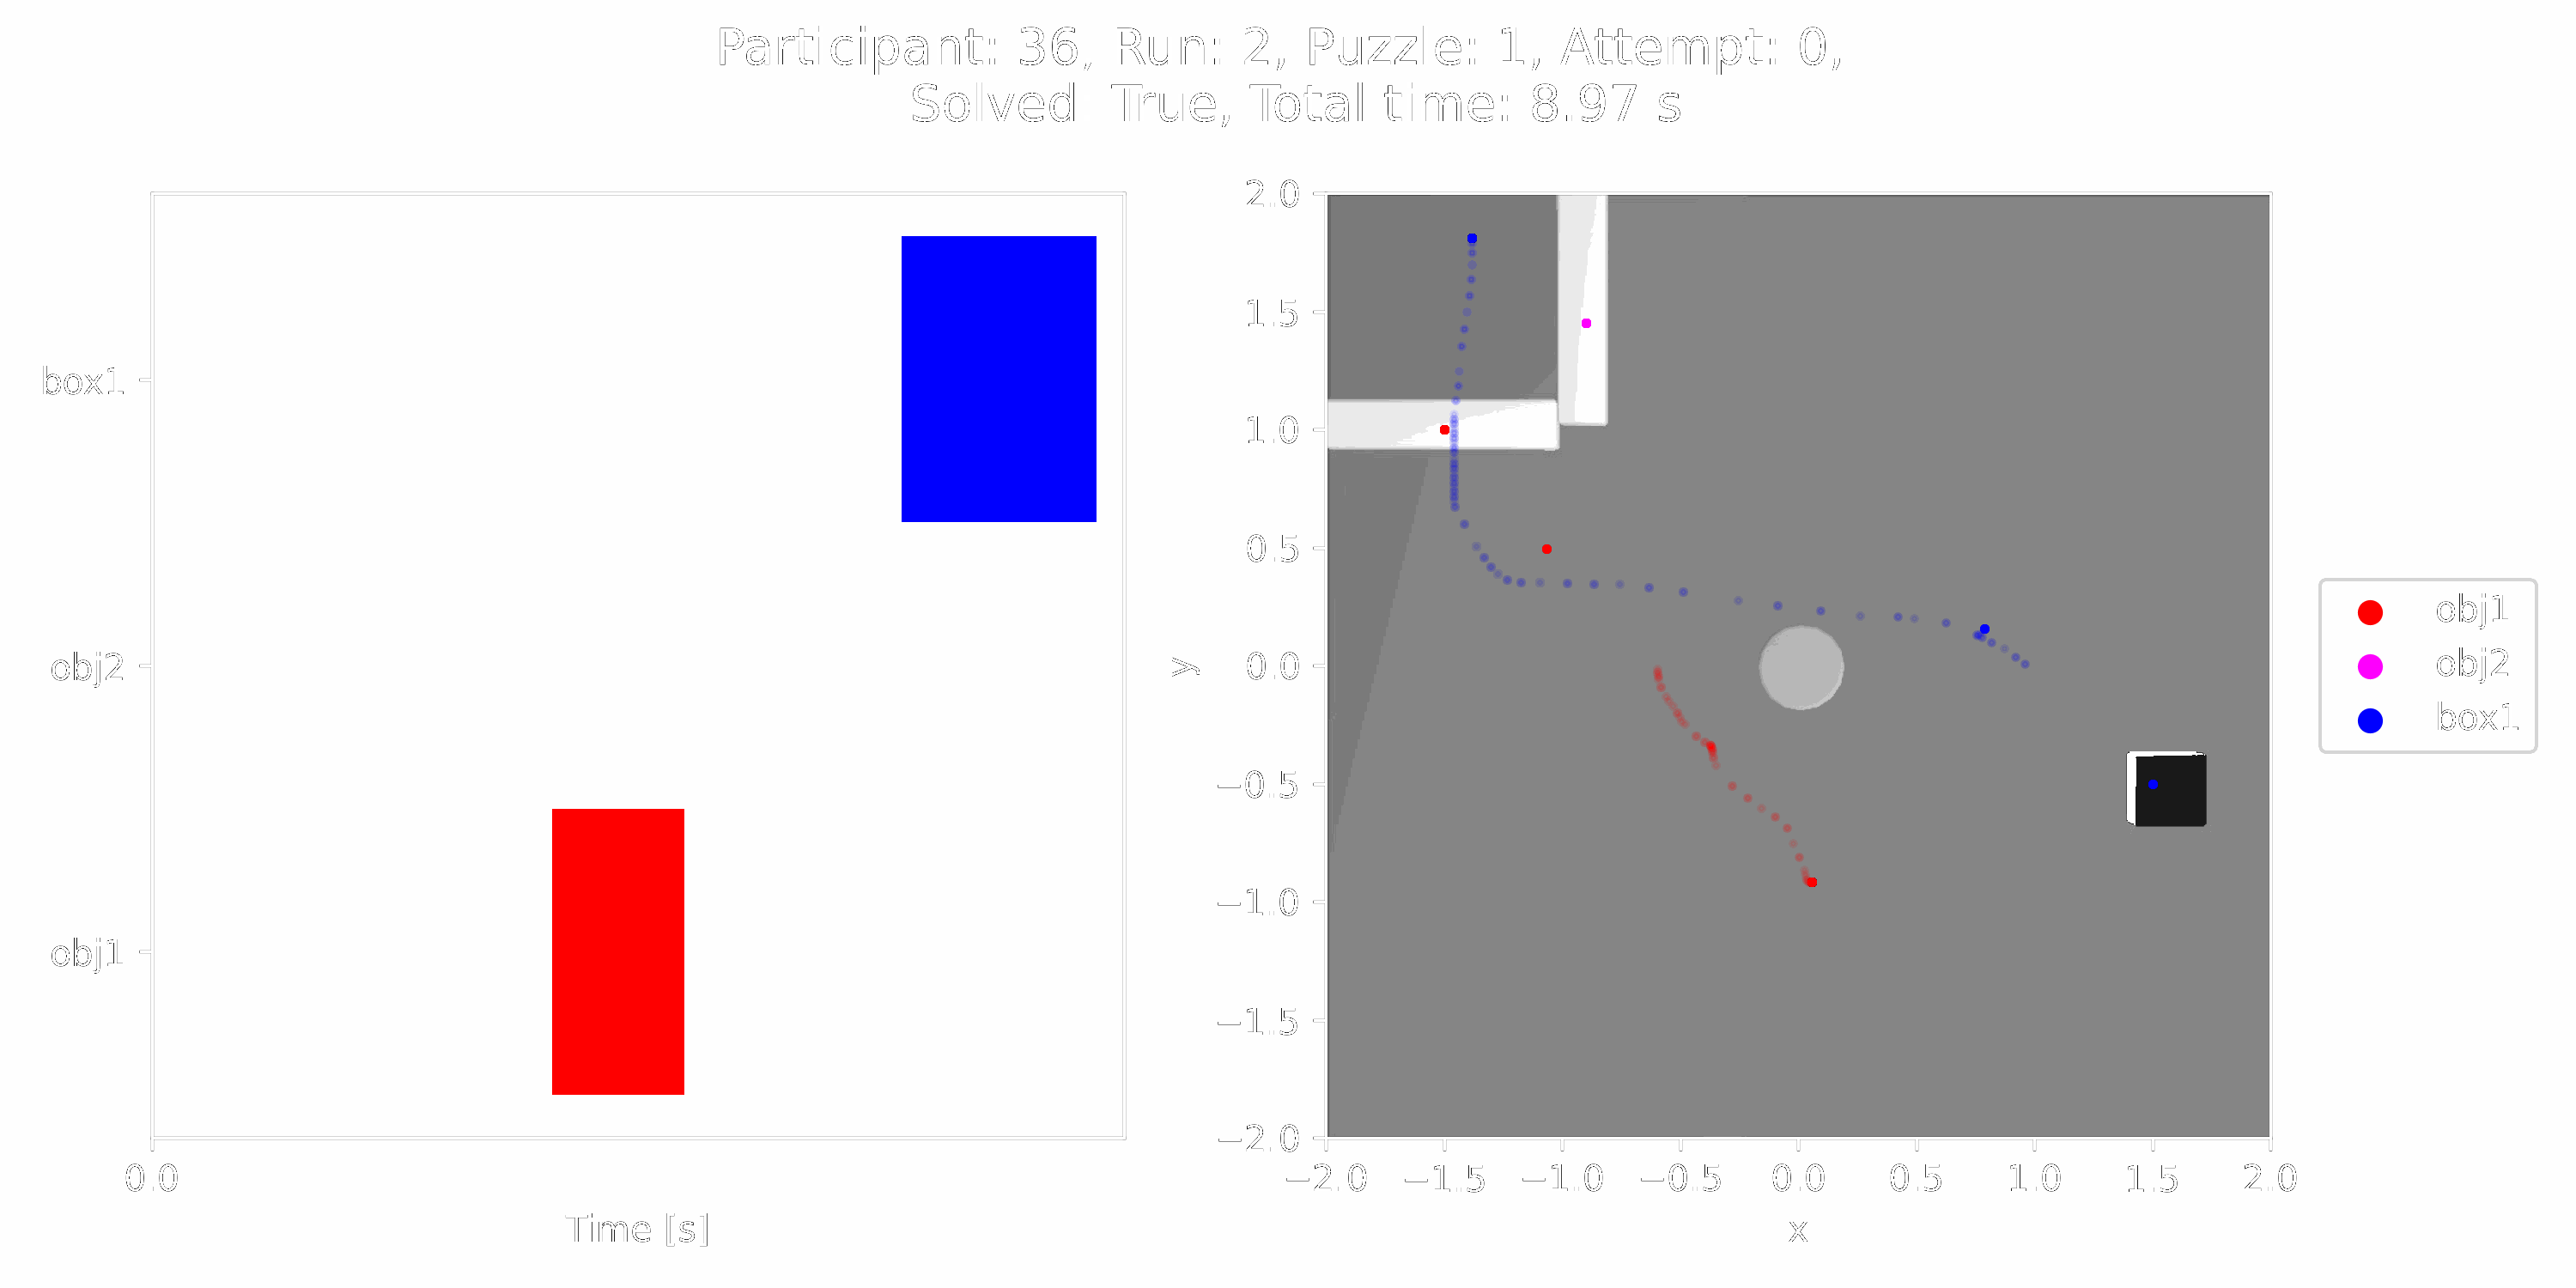 Participant: 36, Run: 2, Puzzle: 1, Attempt: 0,
Solved True, Total time: 8.97 s
box1
obj2
obj1
0.0
Time [s]
y
2.0
1.5
1.0
0.5
0.0
−0.5
−1.0
−1.5
−2.0
−2.0 −1.5 −1.0 −0.5 0.0 0.5 1.0 1.5 2.0
x
obj1
obj2
box1